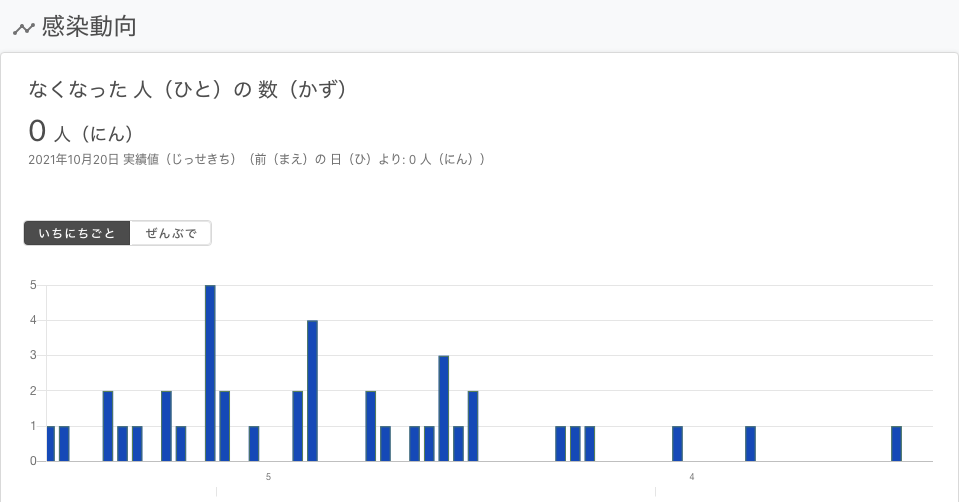 感染動向
なくなった 人（ひと）の 数（かず）
0 人（にん）
2021年10月20日 実績値（じっせきち）（前（まえ）の 日（ひ）より: 0 人（にん））
いちにちごと ぜんぶで
5
4
3
2
1
0
5 4